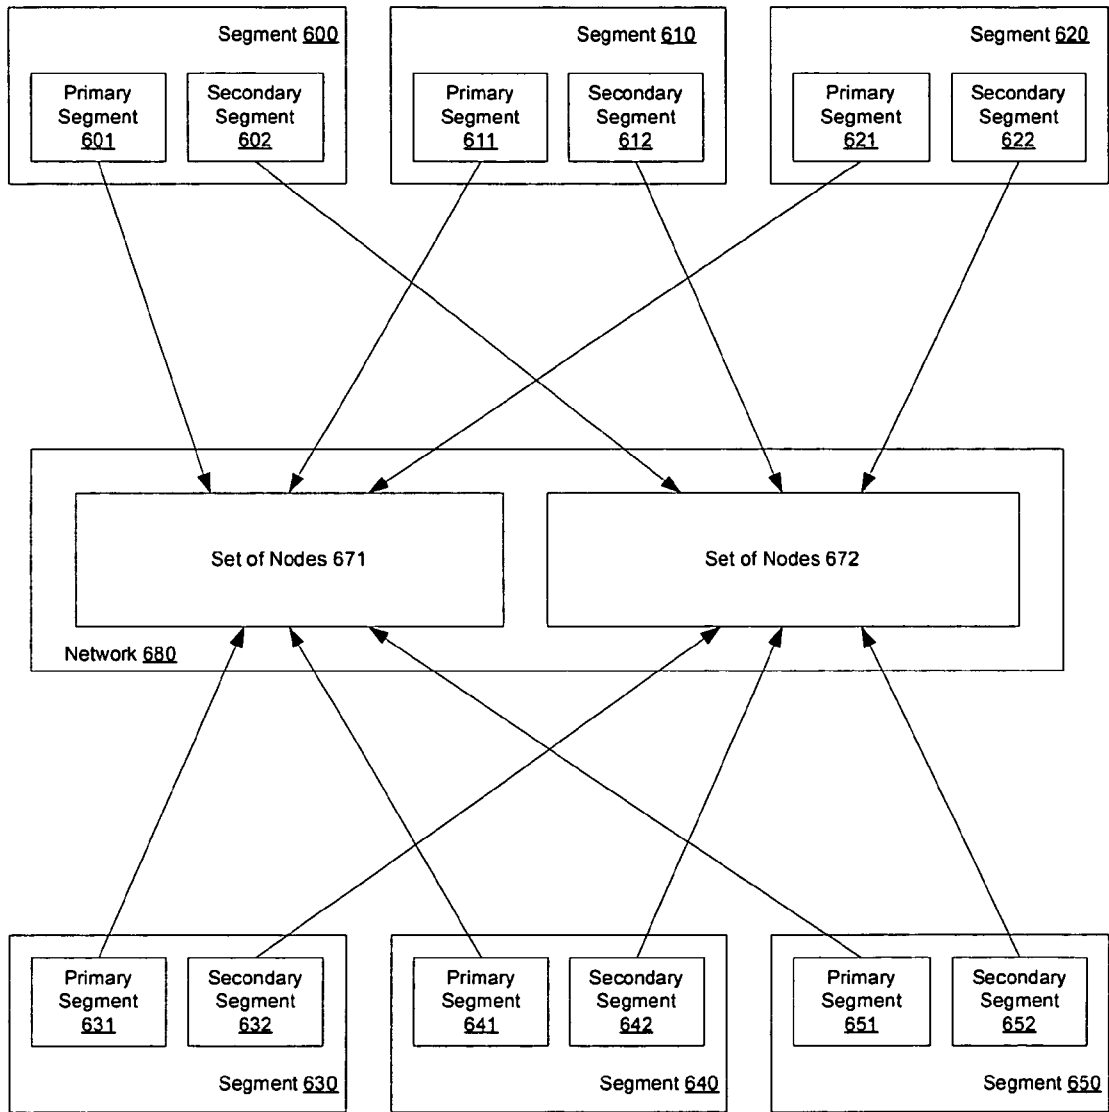 Segment 600
Primary
Segment
601
Secondary
Segment
602
Segment 610
Primary
Segment
611
Secondary
Segment
612
Segment 620
Primary
Segment
621
Secondary
Segment
622
Set of Nodes 671
Set of Nodes 672
Network 680
Primary
Segment
631
Secondary
Segment
632
Segment 630
Primary
Segment
641
Secondary
Segment
642
Segment 640
Primary
Segment
651
Secondary
Segment
652
Segment 650